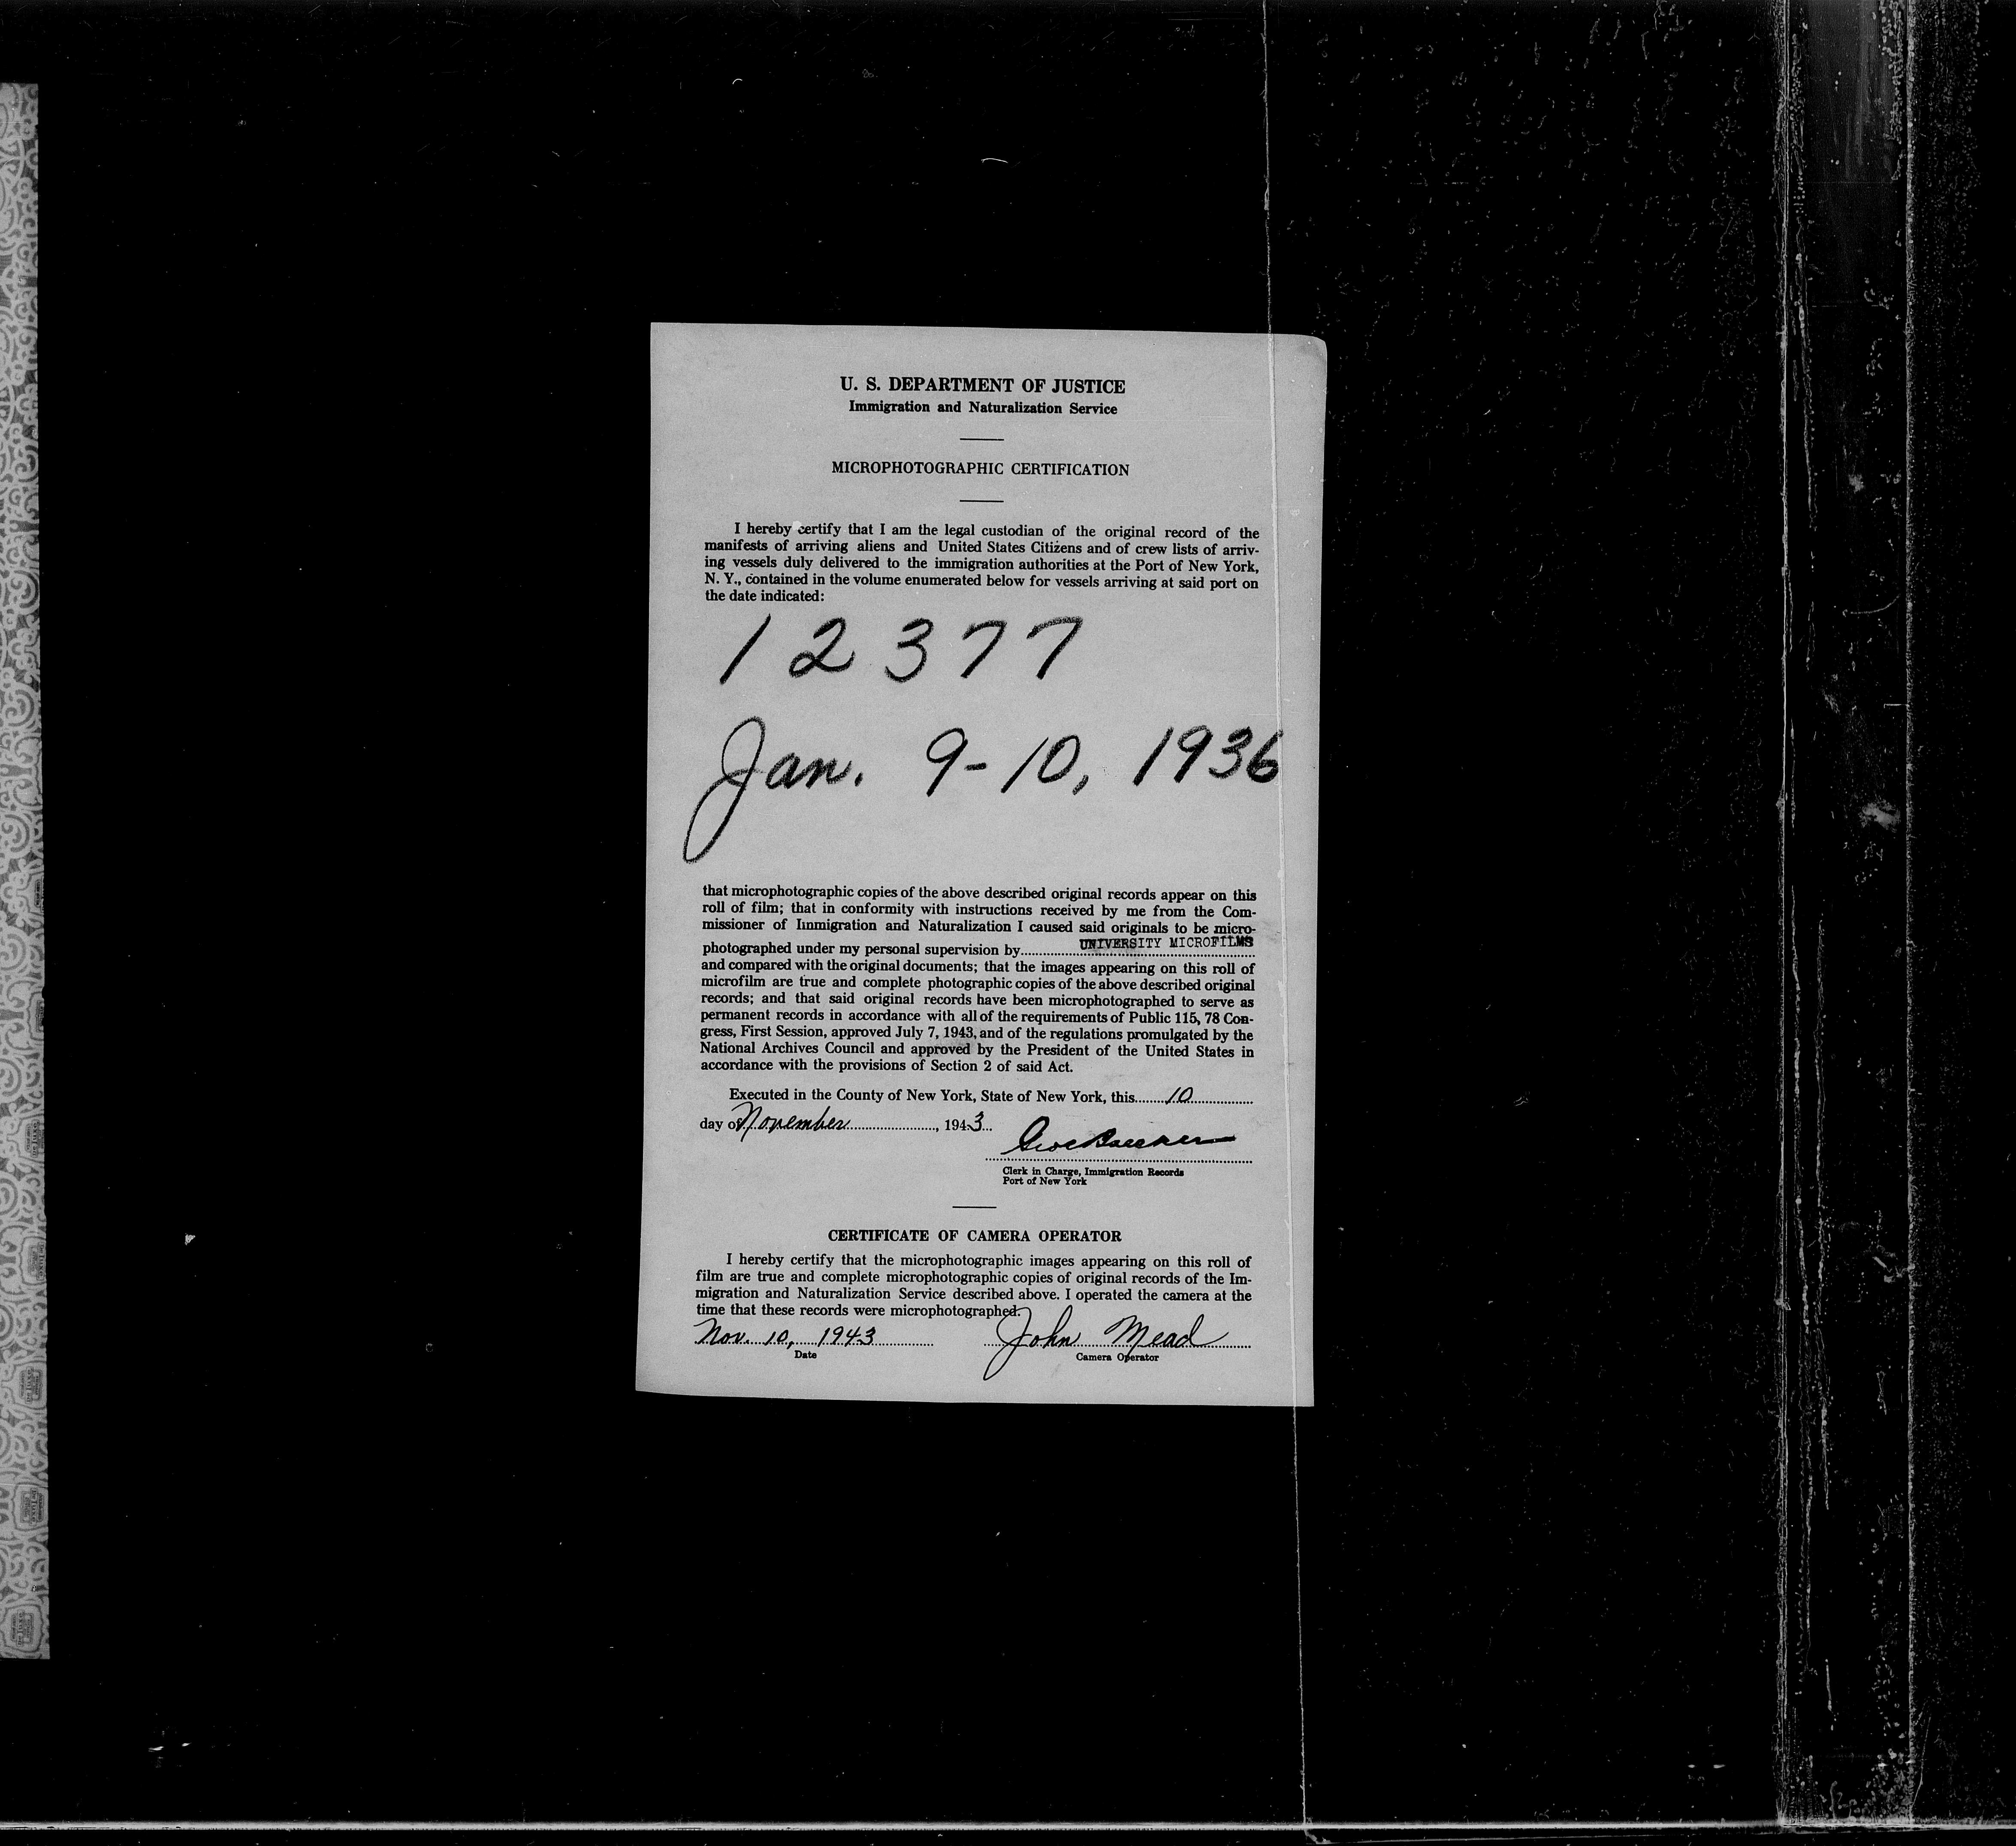 U. S. DEPARTMENT OF JUSTICE
Immigration and Naturalization Service
MICROPHOTOGRAPHIC CERTIFICATION
I hereby certify that I am the legal custodian of the original record of the
manifests of arriving aliens and United States Citizens and of crew lists of arriv-
ing vessels duly delivered to the immigration authorities at the Port of New York,
N. Y., contained in the volume enumerated below for vessels arriving at said port on
the date indicated:
12377
Jan. 9-10, 1936
that microphotographic copies of the above described original records appear on this
roll of film; that in conformity with instructions received by me from the Com-
missioner of Immigration and Naturalization I caused said originals to be micro-
photographed under my personal supervision by UNIVERSITY MICROFILMS
and compared with the original documents; that the images appearing on this roll of
microfilm are true and complete photographic copies of the above described original
records; and that said original records have been microphotographed to serve as
permanent records in accordance with all of the requirements of Public 115, 78 Con-
gress, First Session, approved July 7, 1943, and of the regulations promulgated by the
National Archives Council and approved by the President of the United States in
accordance with the provisions of Section 2 of said Act.
Executed in the County of New York, State of New York, this 10
day of November, 1943
Clerk in Charge, Immigration Records
Port of New York
CERTIFICATE OF CAMERA OPERATOR
I hereby certify that the microphotographic images appearing on this roll of
film are true and complete microphotographic copies of original records of the Im-
migration and Naturalization Service described above. I operated the camera at the
time that these records were microphotographed.
Nov. 10, 1943 John Mead
Date Camera Operator